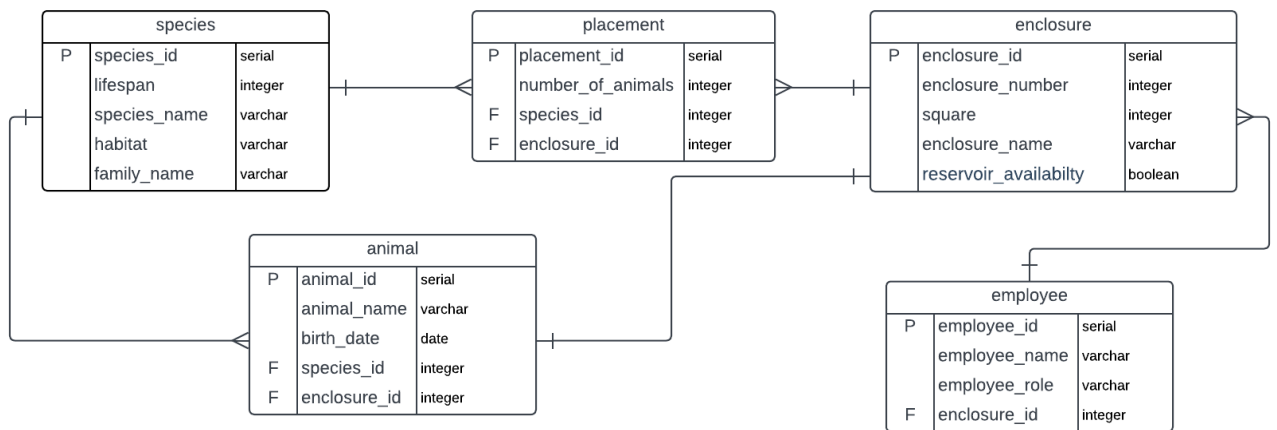 species
P species_id serial
lifespan integer
species_name varchar
habitat varchar
family_name varchar
placement
P placement_id serial
number_of_animals integer
F species_id integer
F enclosure_id integer
enclosure
P enclosure_id serial
enclosure_number integer
square integer
enclosure_name varchar
reservoir_availabilty boolean
animal
P animal_id serial
animal_name varchar
birth_date date
F species_id integer
F enclosure_id integer
employee
P employee_id serial
employee_name varchar
employee_role varchar
F enclosure_id integer